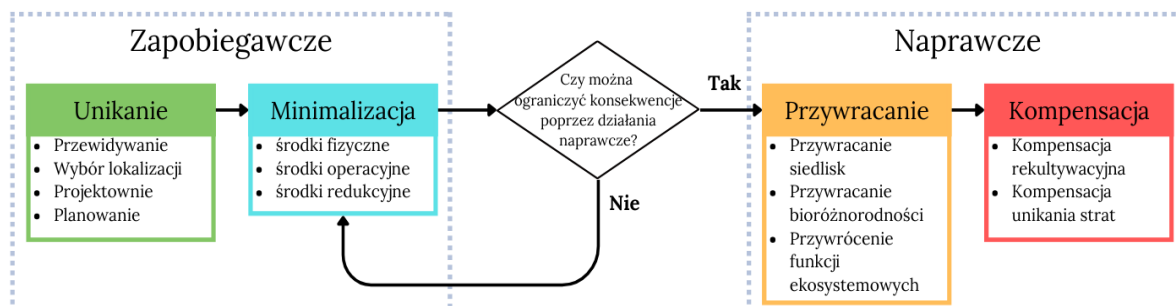 Zapobiegawcze
Unikanie
Przewidywanie
Wybór lokalizacji
Projektownie
Planowanie
Minimalizacja
środki fizyczne
środki operacyjne
środki redukcyjne
Czy można
ograniczyć konsekwencje
poprzez działania
naprawcze?
Tak
Nie
Naprawcze
Przywracanie
Przywracanie
siedlisk
Przywracanie
bioróżnorodności
Przywrócenie
funkcji
ekosystemowych
Kompensacja
Kompensacja
rekultywacyjna
Kompensacja
unikania strat